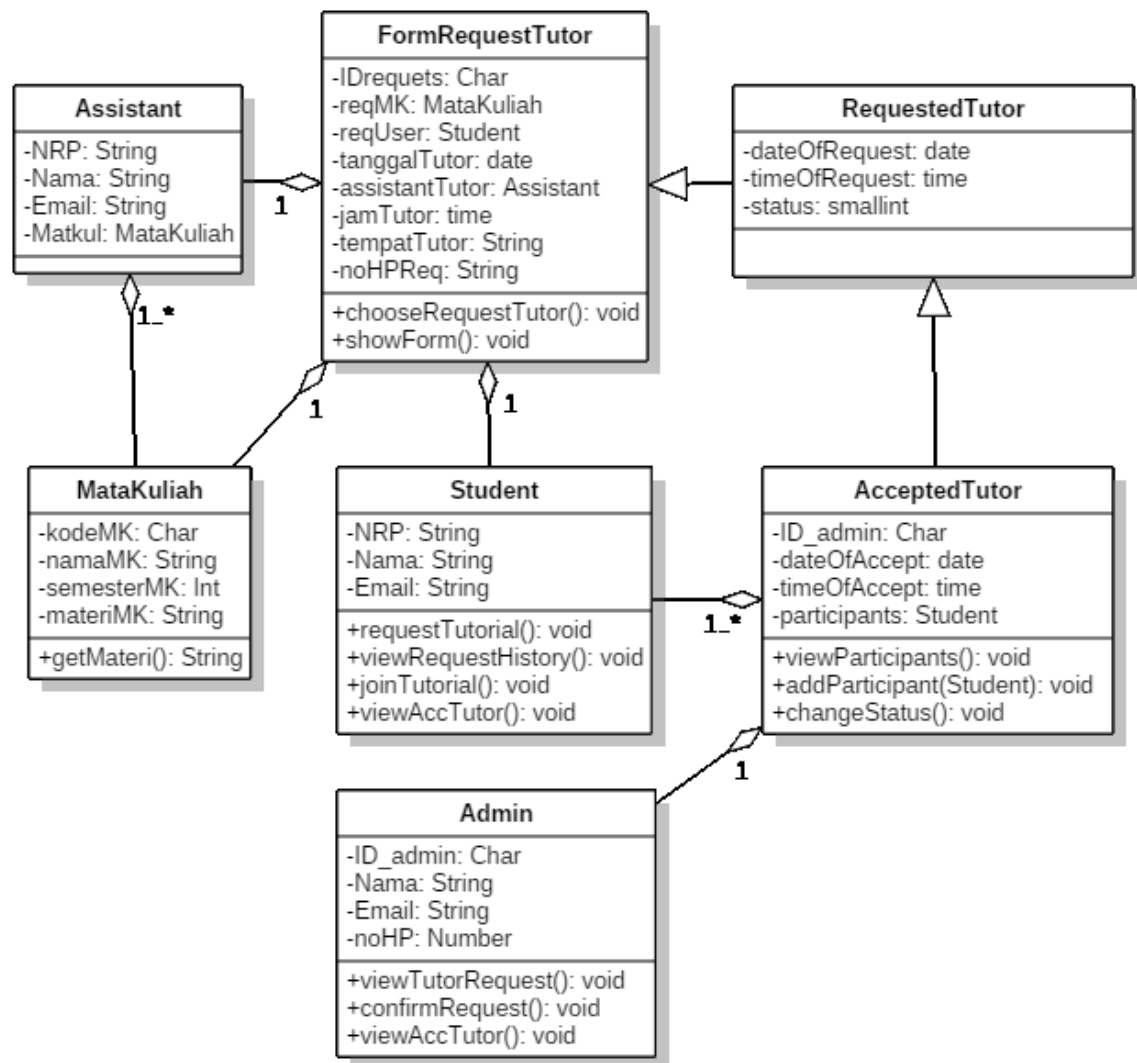 FormRequestTutor
-IDrequets: Char
-reqMK: MataKuliah
-reqUser: Student
-tanggalTutor: date
-assistantTutor: Assistant
-jamTutor: time
-tempatTutor: String
-noHPReq: String
+chooseRequestTutor(): void
+showForm(): void
Assistant
-NRP: String
-Nama: String
-Email: String
-Matkul: MataKuliah
1
RequestedTutor
-dateOfRequest: date
-timeOfRequest: time
-status: smallint
1..*
1
1
MataKuliah
-kodeMK: Char
-namaMK: String
-semesterMK: Int
-materiMK: String
+getMateri(): String
Student
-NRP: String
-Nama: String
-Email: String
+requestTutorial(): void
+viewRequestHistory(): void
+joinTutorial(): void
+viewAccTutor(): void
1..*
AcceptedTutor
-ID_admin: Char
-dateOfAccept: date
-timeOfAccept: time
-participants: Student
+viewParticipants(): void
+addParticipant(Student): void
+changeStatus(): void
1
Admin
-ID_admin: Char
-Nama: String
-Email: String
-noHP: Number
+viewTutorRequest(): void
+confirmRequest(): void
+viewAccTutor(): void